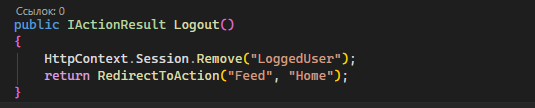 Ссылок: 0
public IActionResult Logout()
{
HttpContext.Session.Remove("LoggedUser");
return RedirectToAction("Feed", "Home");
}